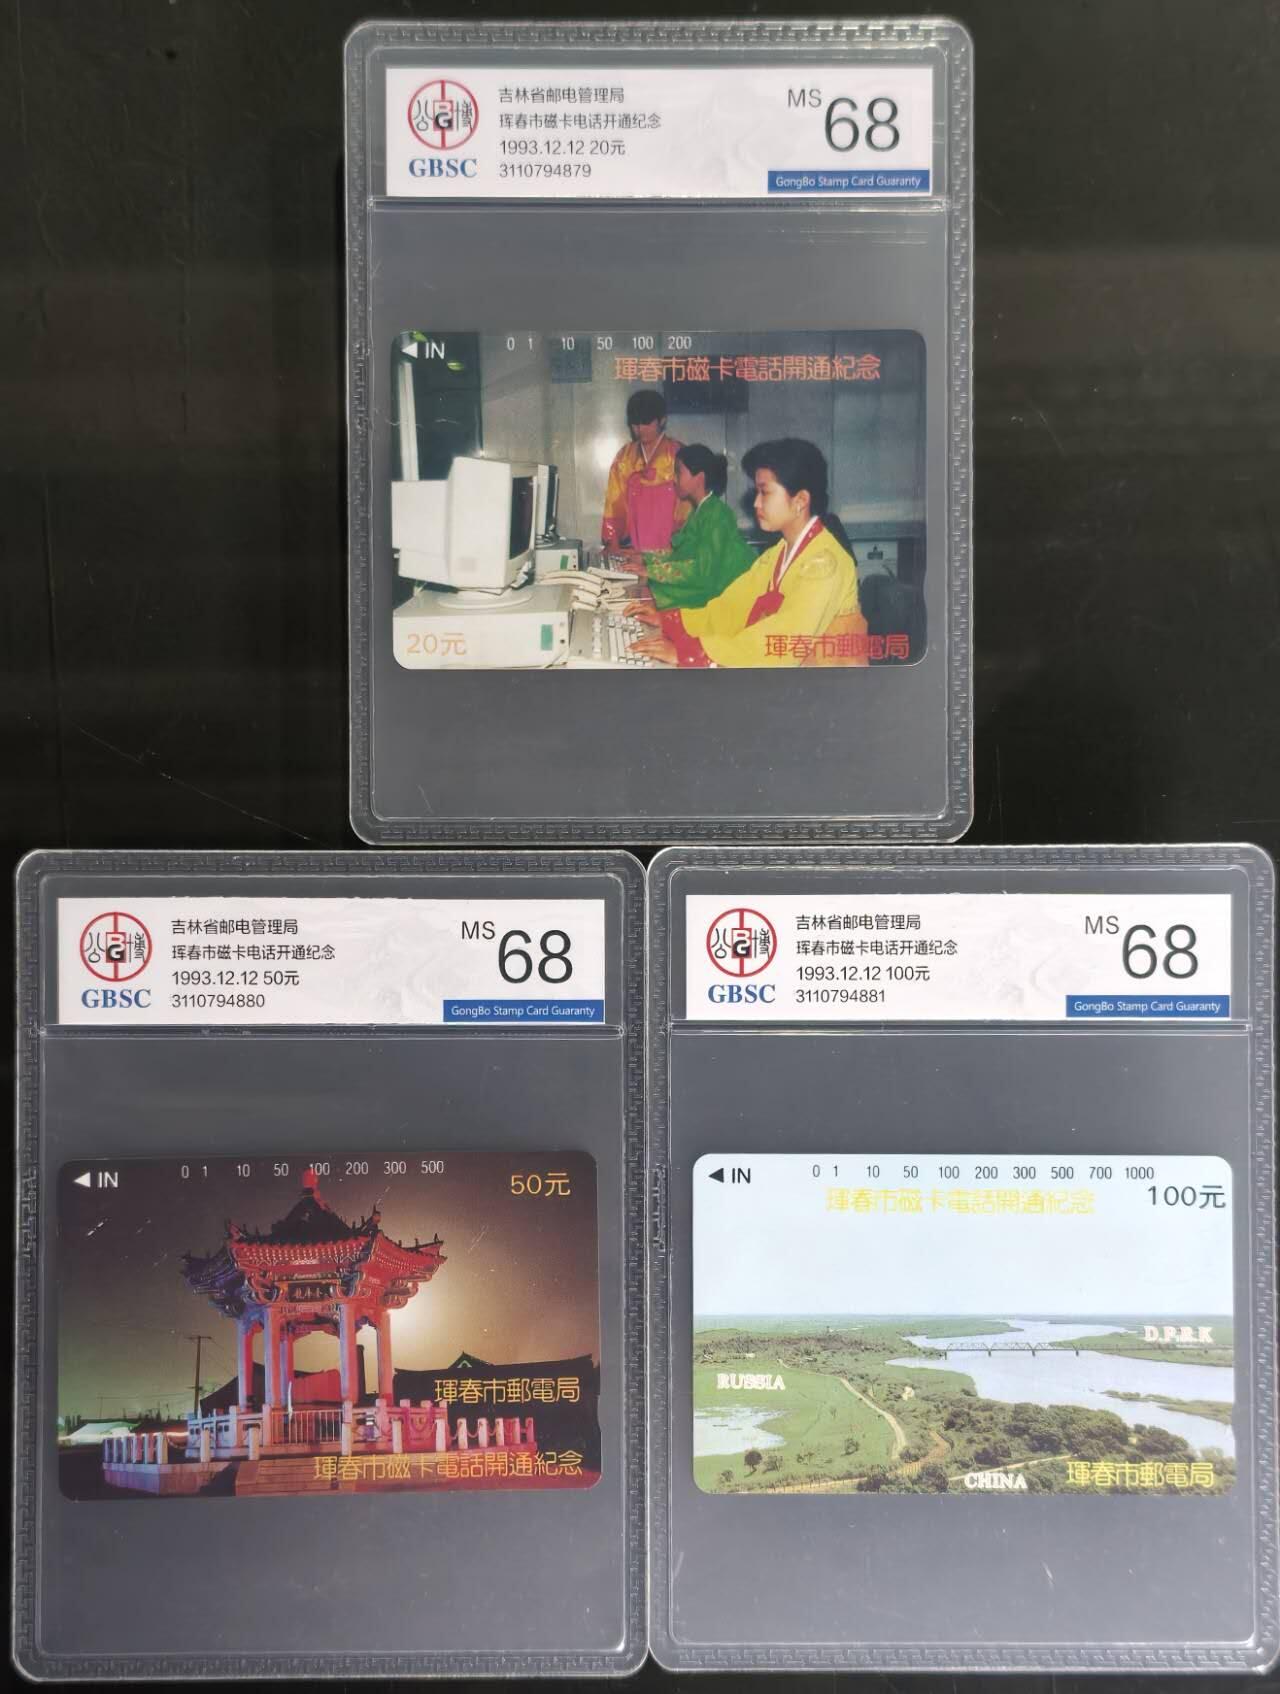 公博
BG
GBSC
吉林省邮电管理局
珲春市磁卡电话开通纪念
1993.12.12 20元
3110794879
MS 68
GongBo Stamp Card Guaranty
◀ IN
0 1 10 50 100 200
琿春市磁卡電話開通紀念
20元
琿春市郵電局
公博
BG
GBSC
吉林省邮电管理局
珲春市磁卡电话开通纪念
1993.12.12 50元
3110794880
MS 68
GongBo Stamp Card Guaranty
◀ IN
0 1 10 50 100 200 300 500
50元
琿春市郵電局
琿春市磁卡電話開通紀念
公博
BG
GBSC
吉林省邮电管理局
珲春市磁卡电话开通纪念
1993.12.12 100元
3110794881
MS 68
GongBo Stamp Card Guaranty
◀ IN
0 1 10 50 100 200 300 500 700 1000
琿春市磁卡電話開通紀念
100元
D.P.R.K
RUSSIA
CHINA
琿春市郵電局